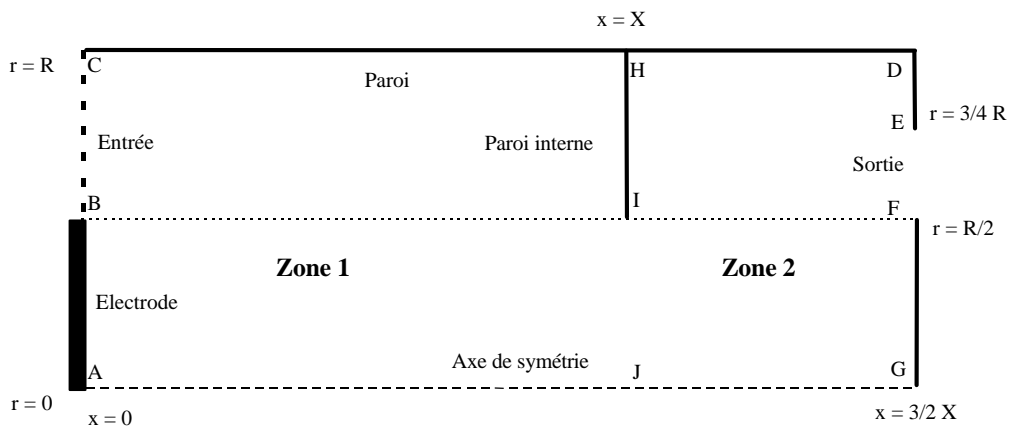 x = X
r = R
C
H
D
Paroi
E
r = 3/4 R
Entrée
Paroi interne
Sortie
B
I
F
r = R/2
Zone 1
Zone 2
Electrode
Axe de symétrie
A
J
G
r = 0
x = 0
x = 3/2 X